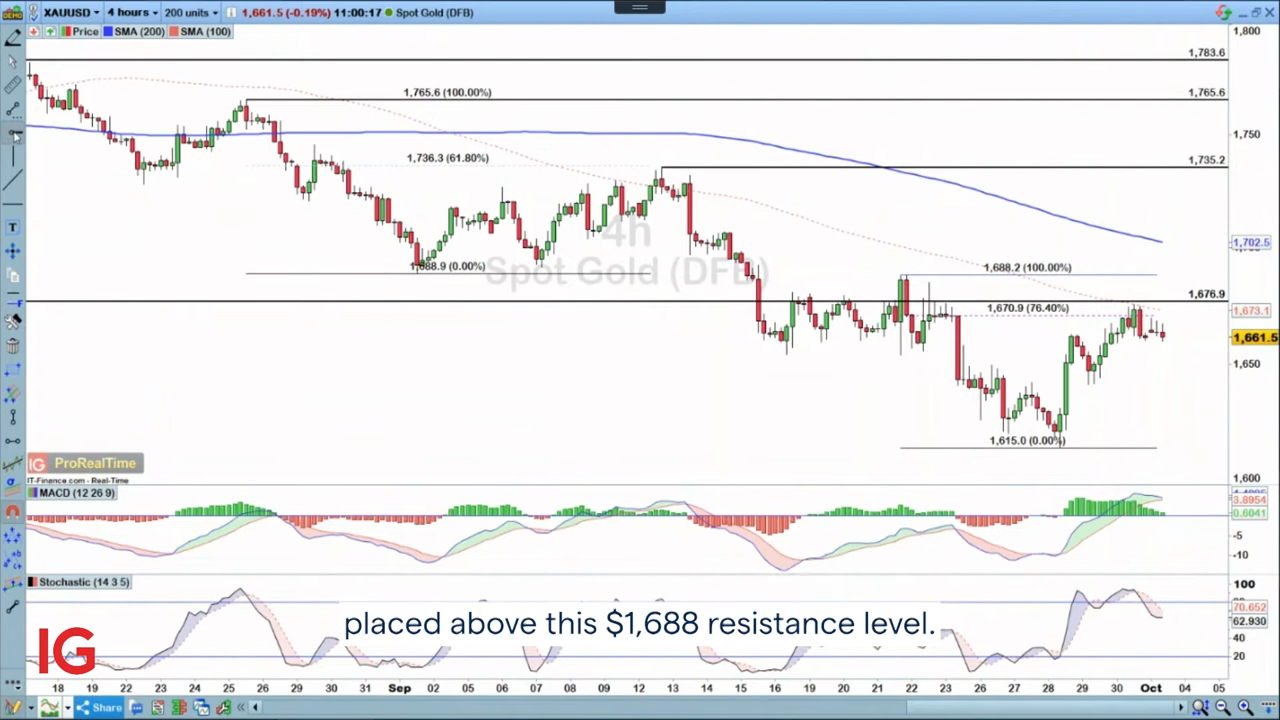 XAUUSD 4 hours 200 units 1,661.5 (-0.19%) 11:00:17 Spot Gold (DFB)
Price SMA (200) SMA (100)
1,800
1,783.6
1,765.6 (100.00%) 1,765.6
1,750
1,736.3 (61.80%) 1,735.2
4h
1,702.5
1,688.9 (0.00%) Spot Gold (DFB) 1,688.2 (100.00%)
1,676.9
1,670.9 (76.40%) 1,673.1
1,661.5
1,650
1,615.0 (0.00%)
IG ProRealTime
IT-Finance.com - Real-Time
1,600
MACD (12 26 9)
3.8954
0.6041
-5
-10
Stochastic (14 3 5)
100
70.652
62.930
40
20
placed above this $1,688 resistance level.
IG
18 19 22 23 24 25 26 29 30 31 Sep 02 05 06 07 08 09 12 13 14 15 16 19 20 21 22 23 26 27 28 29 30 Oct 04 05
Share